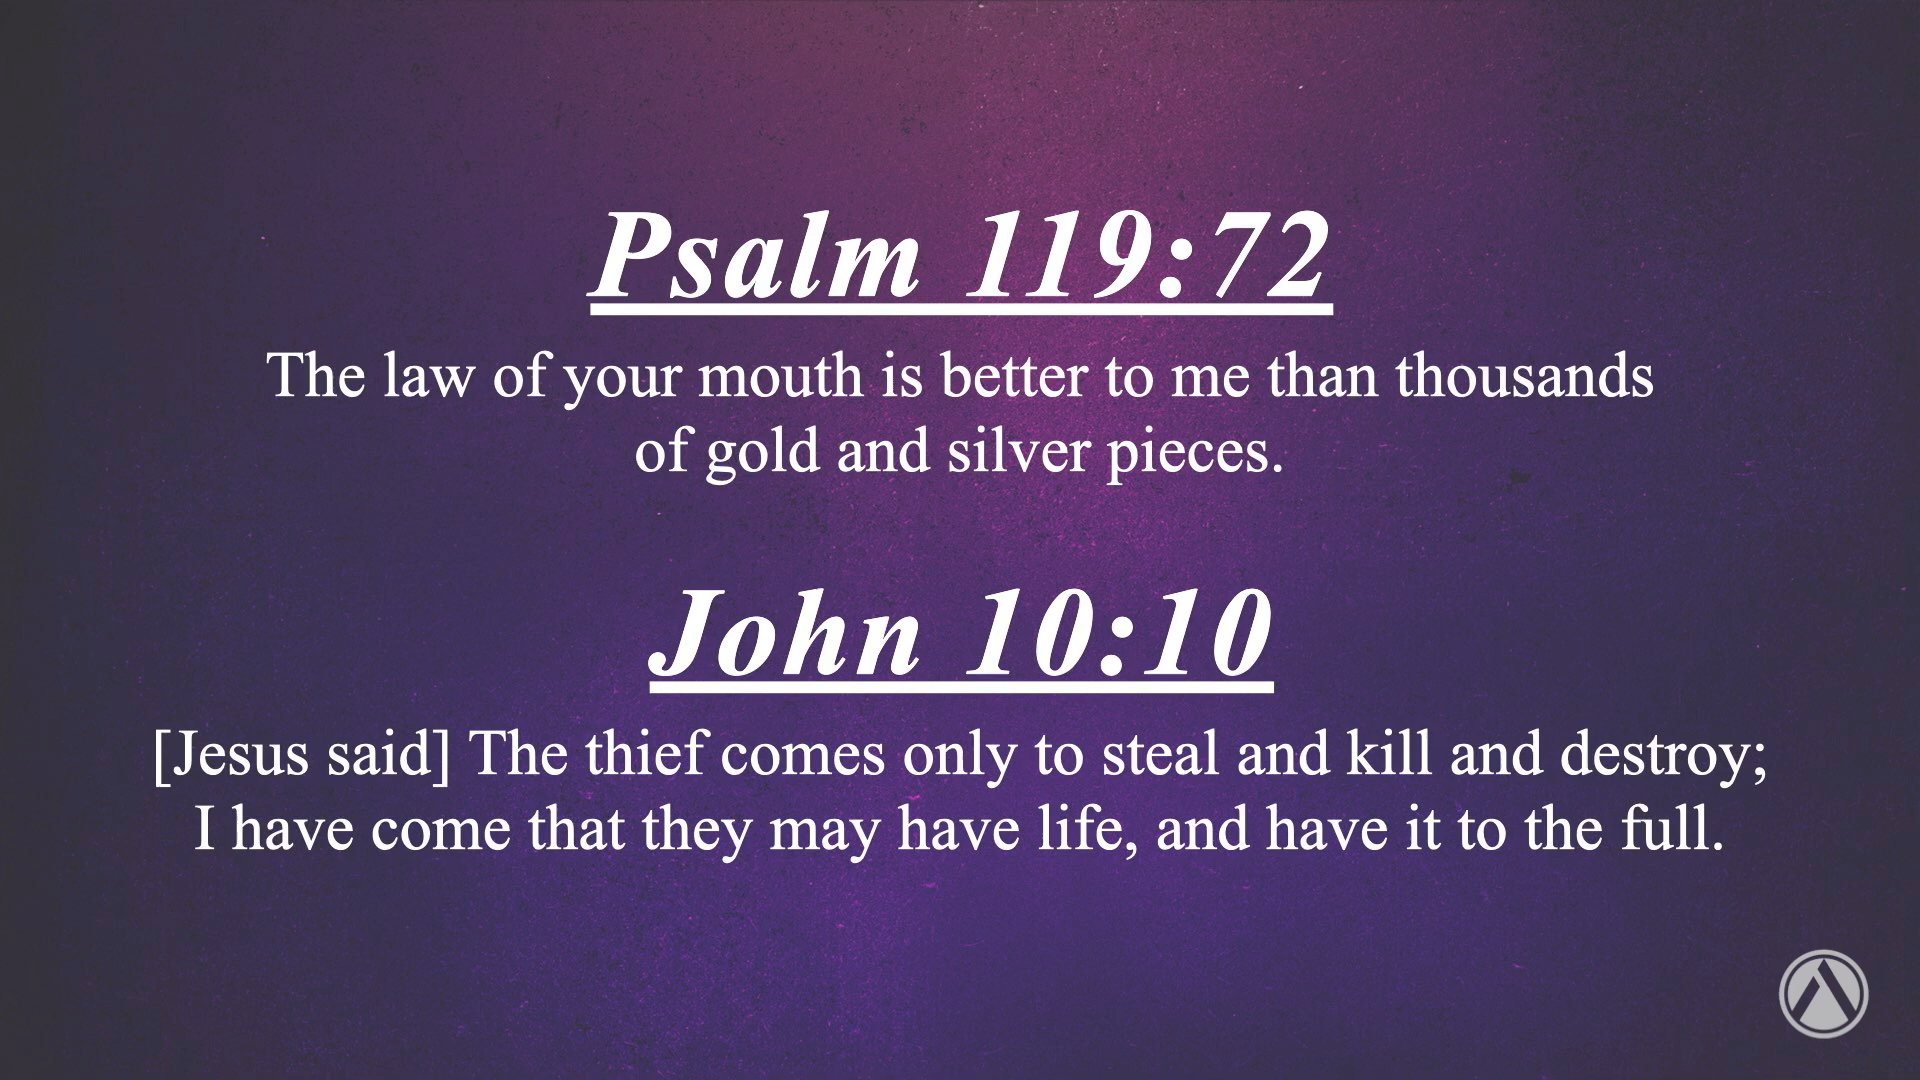 Psalm 119:72
The law of your mouth is better to me than thousands
of gold and silver pieces.
John 10:10
[Jesus said] The thief comes only to steal and kill and destroy;
I have come that they may have life, and have it to the full.